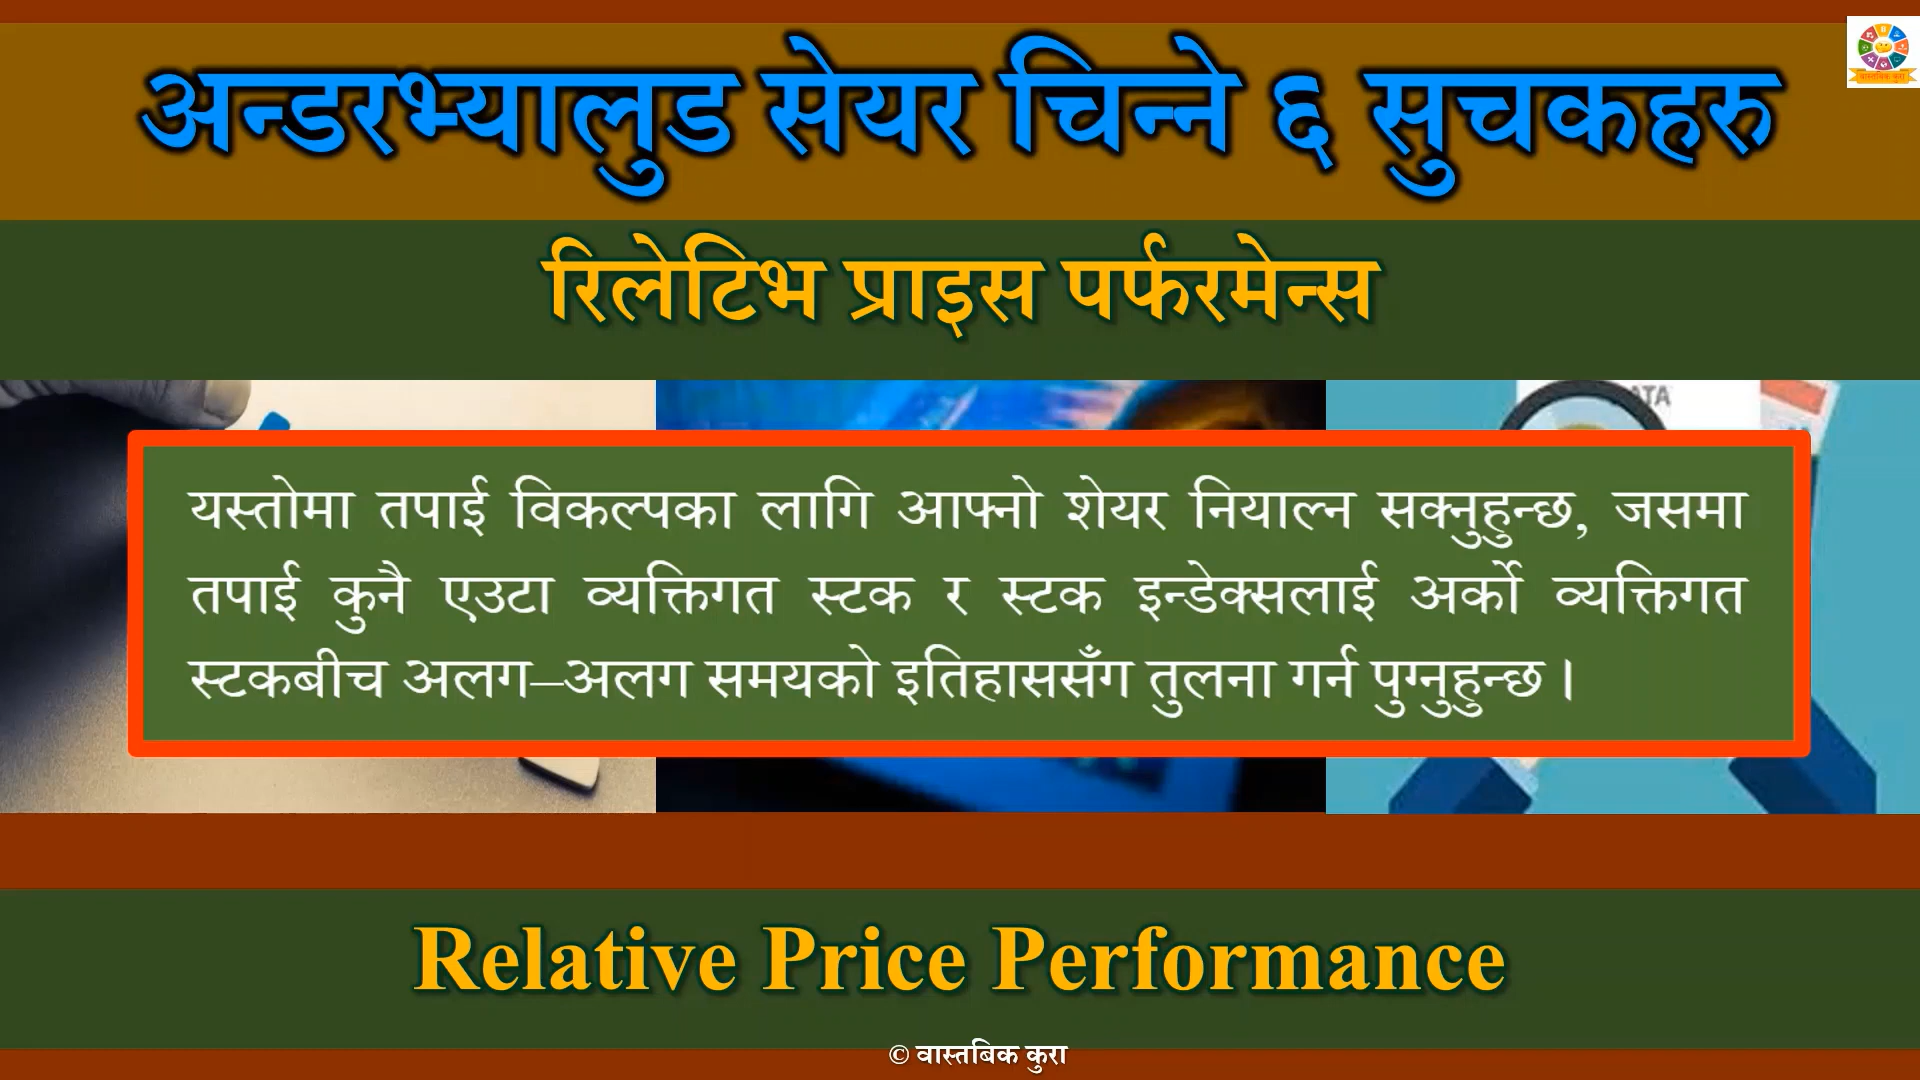 अन्डरभ्यालुड सेयर चिन्ने ६ सुचकहरु
रिलेटिभ प्राइस पर्फरमेन्स
ATA
यस्तोमा तपाई विकल्पका लागि आफ्नो शेयर नियाल्न सक्नुहुन्छ, जसमा
तपाई कुनै एउटा व्यक्तिगत स्टक र स्टक इन्डेक्सलाई अर्को व्यक्तिगत
स्टकबीच अलग–अलग समयको इतिहाससँग तुलना गर्न पुग्नुहुन्छ ।
Relative Price Performance
© वास्तबिक कुरा